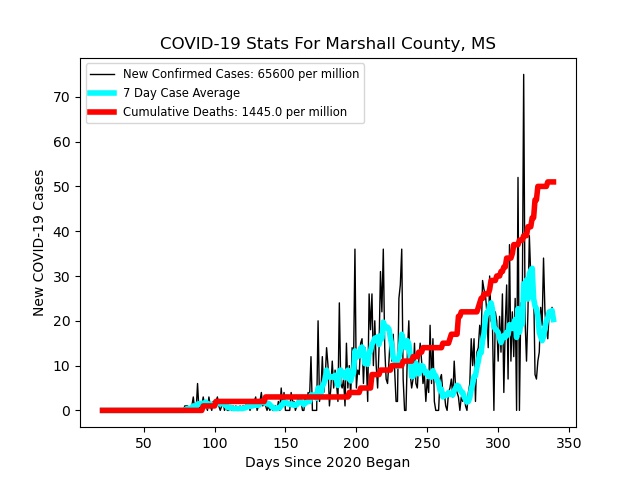 COVID-19 Stats For Marshall County, MS
New Confirmed Cases: 65600 per million
7 Day Case Average
Cumulative Deaths: 1445.0 per million
New COVID-19 Cases
70
60
50
40
30
20
10
0
50 100 150 200 250 300 350
Days Since 2020 Began